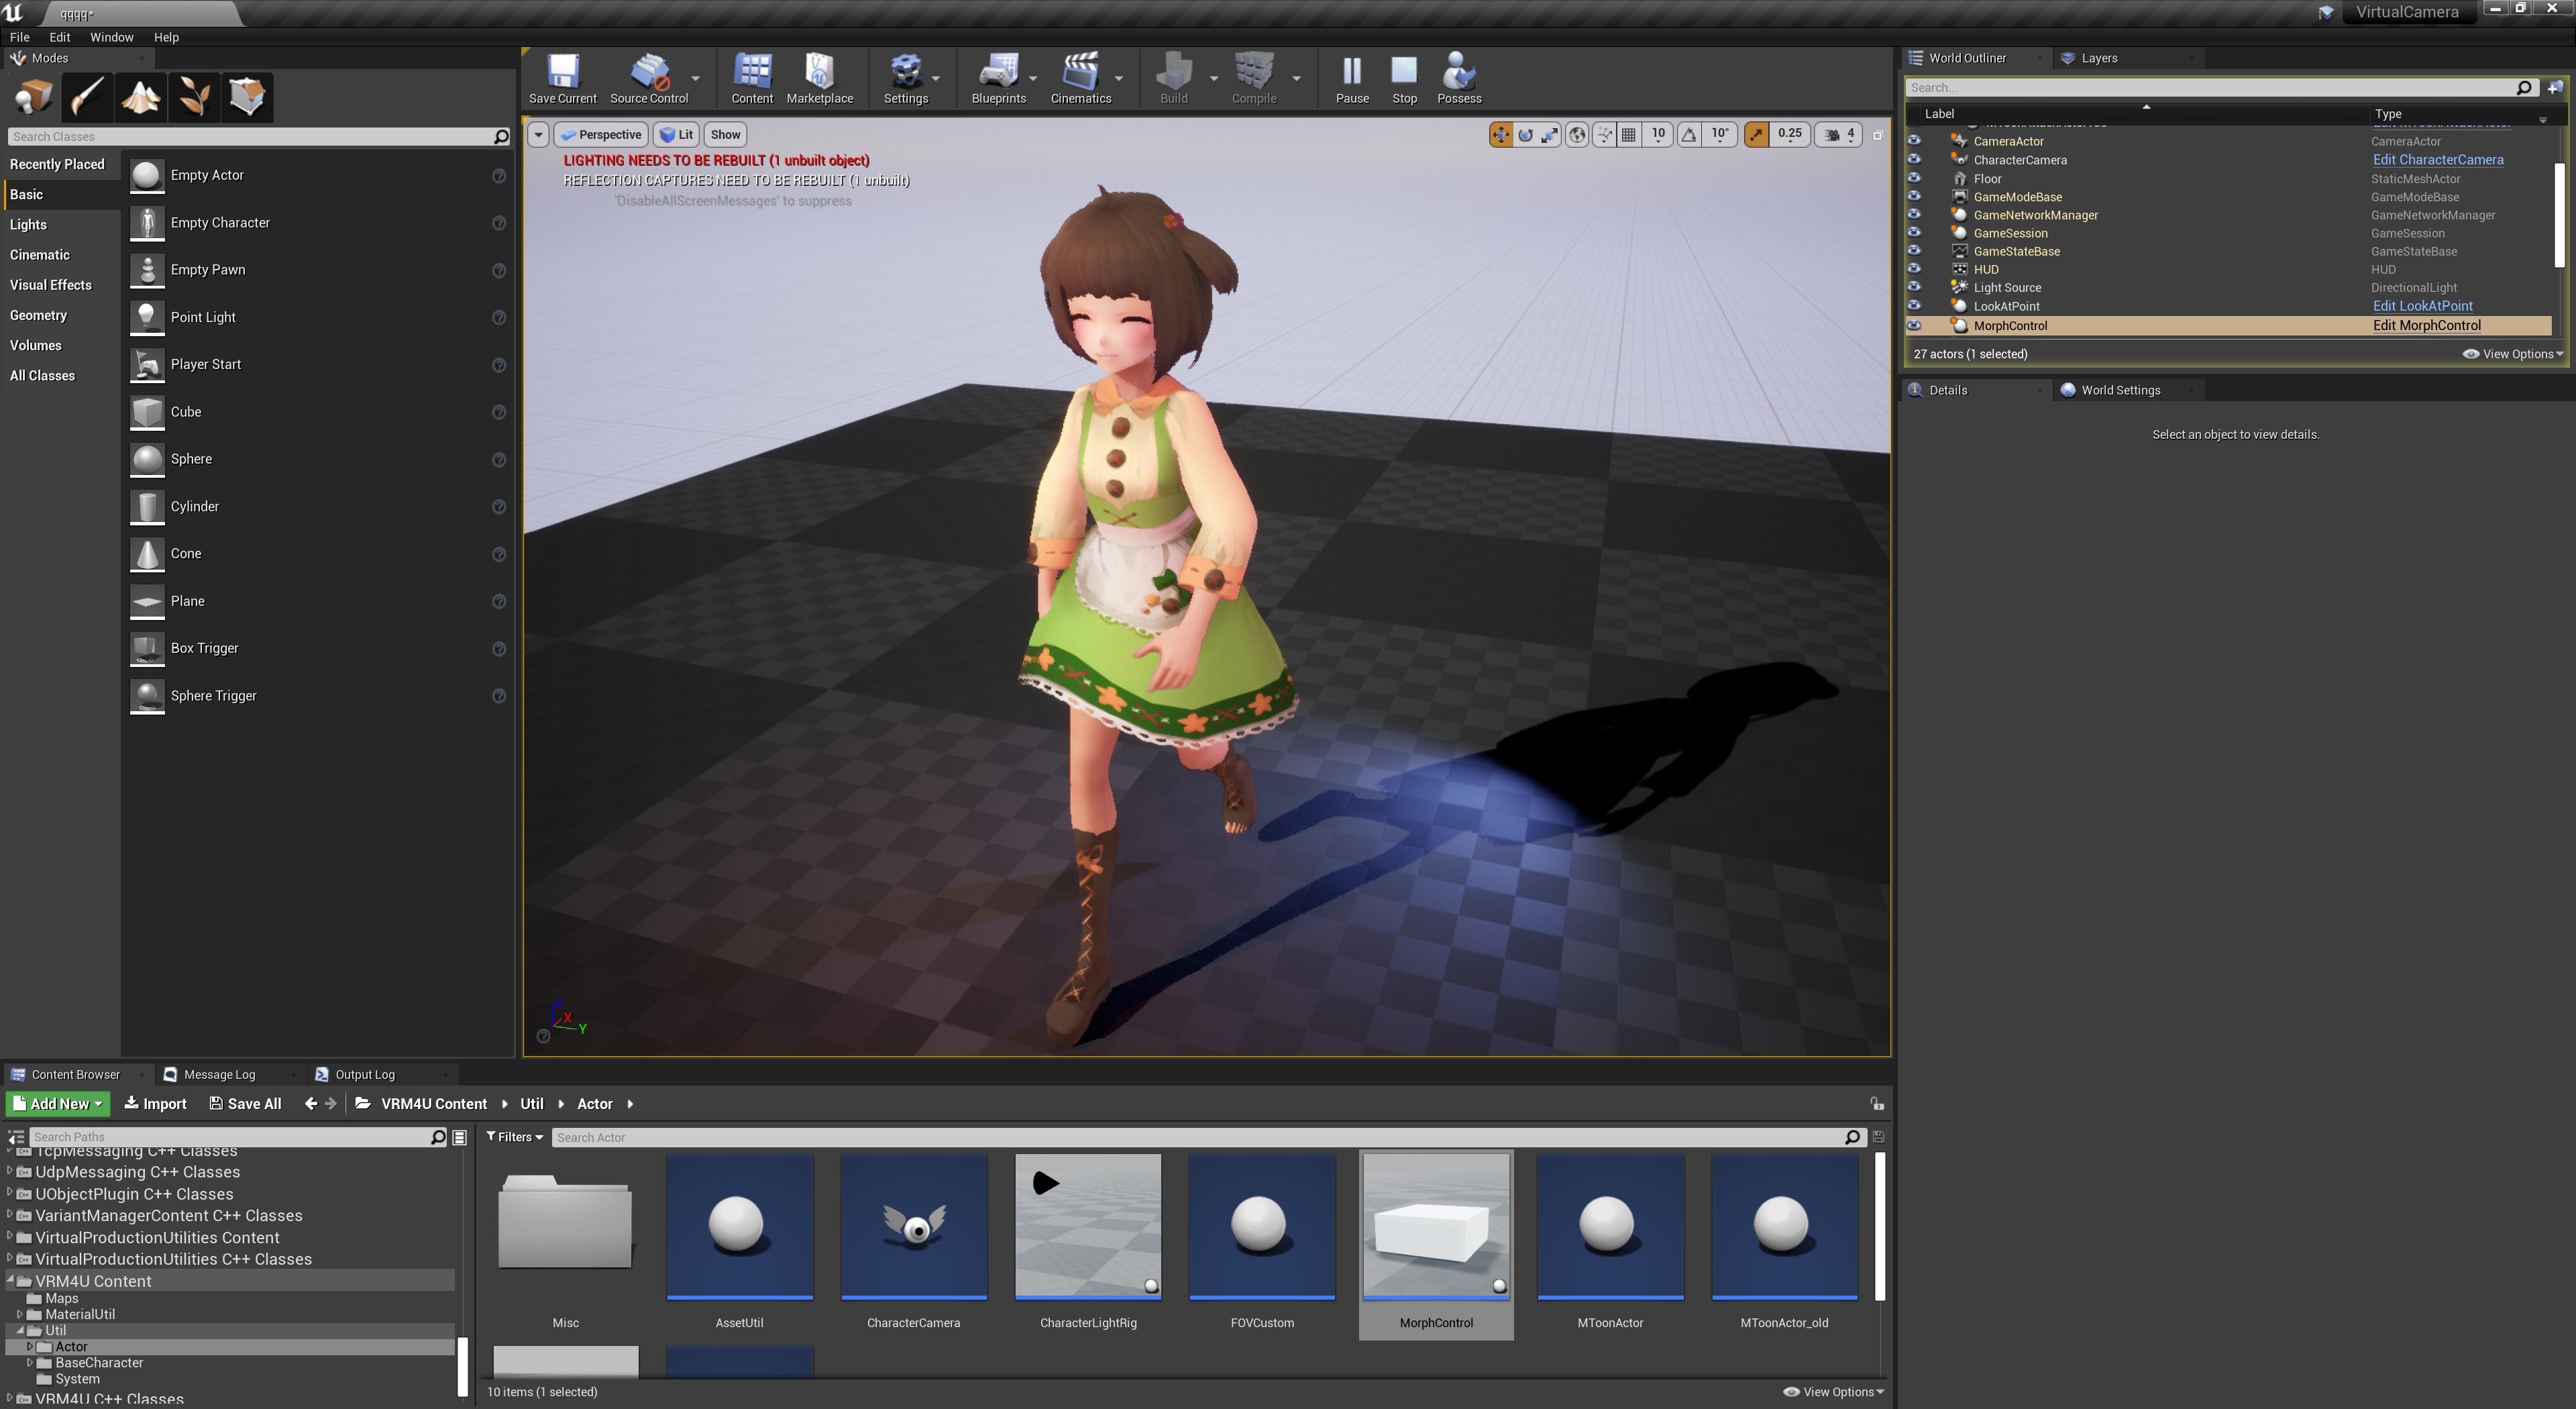 qqqq*
VirtualCamera
File Edit Window Help
Modes
Search Classes
Recently Placed
Basic
Lights
Cinematic
Visual Effects
Geometry
Volumes
All Classes
Empty Actor
Empty Character
Empty Pawn
Point Light
Player Start
Cube
Sphere
Cylinder
Cone
Plane
Box Trigger
Sphere Trigger
Save Current Source Control Content Marketplace Settings Blueprints Cinematics Build Compile Pause Stop Possess
Perspective Lit Show 10 10° 0.25 4
LIGHTING NEEDS TO BE REBUILT (1 unbuilt object)
REFLECTION CAPTURES NEED TO BE REBUILT (1 unbuilt)
'DisableAllScreenMessages' to suppress
Z
X
Y
World Outliner Layers
Search...
Label Type
CameraActor CameraActor
CharacterCamera Edit CharacterCamera
Floor StaticMeshActor
GameModeBase GameModeBase
GameNetworkManager GameNetworkManager
GameSession GameSession
GameStateBase GameStateBase
HUD HUD
Light Source DirectionalLight
LookAtPoint Edit LookAtPoint
MorphControl Edit MorphControl
27 actors (1 selected) View Options
Details World Settings
Select an object to view details.
Content Browser Message Log Output Log
Add New Import Save All VRM4U Content Util Actor
Search Paths
TcpMessaging C++ Classes
UdpMessaging C++ Classes
UObjectPlugin C++ Classes
VariantManagerContent C++ Classes
VirtualProductionUtilities Content
VirtualProductionUtilities C++ Classes
VRM4U Content
Maps
MaterialUtil
Util
Actor
BaseCharacter
System
VRM4U C++ Classes
Filters Search Actor
Misc AssetUtil CharacterCamera CharacterLightRig FOVCustom MorphControl MToonActor MToonActor_old
10 items (1 selected) View Options